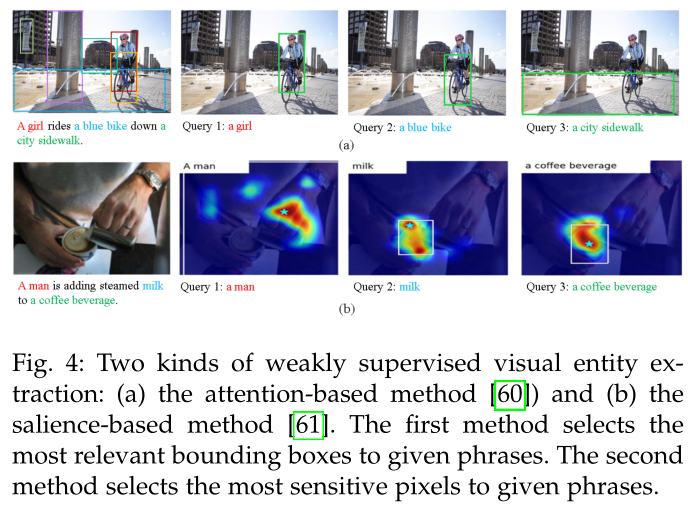 A girl rides a blue bike down a
city sidewalk.
Query 1: a girl
Query 2: a blue bike
Query 3: a city sidewalk
(a)
A man
milk
a coffee beverage
A man is adding steamed milk
to a coffee beverage.
Query 1: a man
Query 2: milk
Query 3: a coffee beverage
(b)
Fig. 4: Two kinds of weakly supervised visual entity ex-
traction: (a) the attention-based method [60]) and (b) the
salience-based method [61]. The first method selects the
most relevant bounding boxes to given phrases. The second
method selects the most sensitive pixels to given phrases.